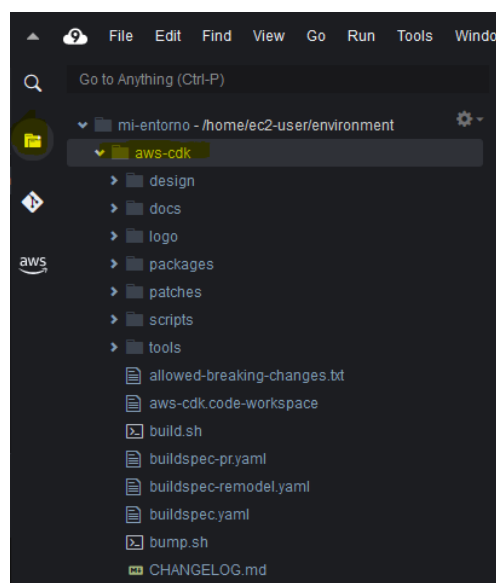 9 File Edit Find View Go Run Tools Windo
Go to Anything (Ctrl-P)
mi-entorno - /home/ec2-user/environment
aws-cdk
design
docs
logo
aws
packages
patches
scripts
tools
allowed-breaking-changes.txt
aws-cdk.code-workspace
build.sh
buildspec-pr.yaml
buildspec-remodel.yaml
buildspec.yaml
bump.sh
CHANGELOG.md